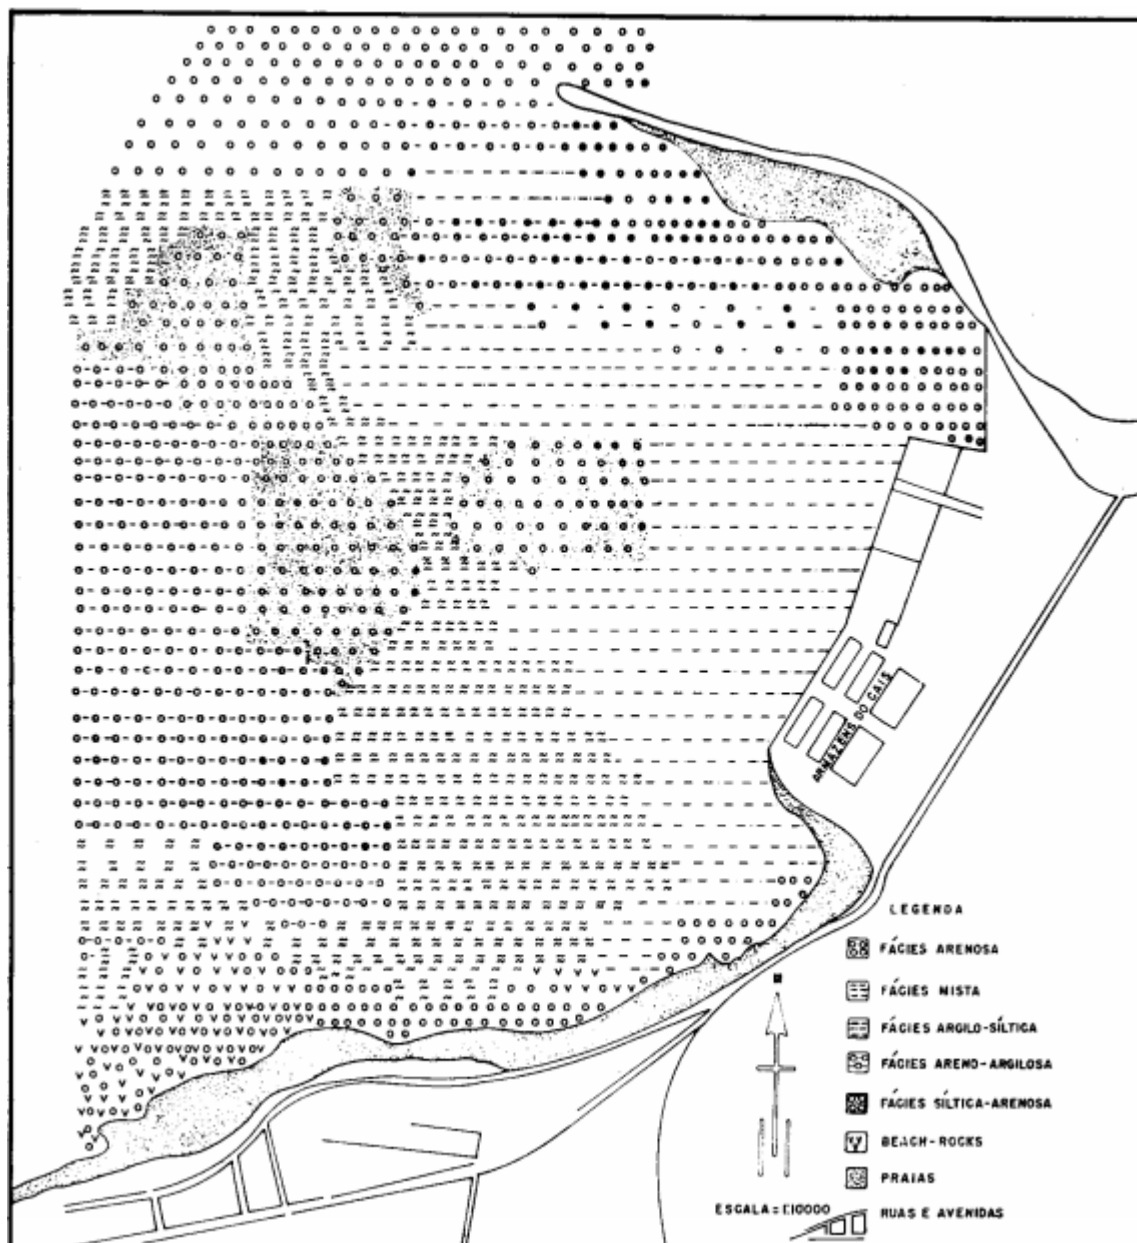 ARMAZENS DO CAIS
LEGENDA
FÁCIES ARENOSA
FÁCIES MISTA
FÁCIES ARGILO-SÍLTICA
FÁCIES ARENO-ARGILOSA
FÁCIES SÍLTICA-ARENOSA
BEACH-ROCKS
PRAIAS
ESCALA = 1:10000
RUAS E AVENIDAS